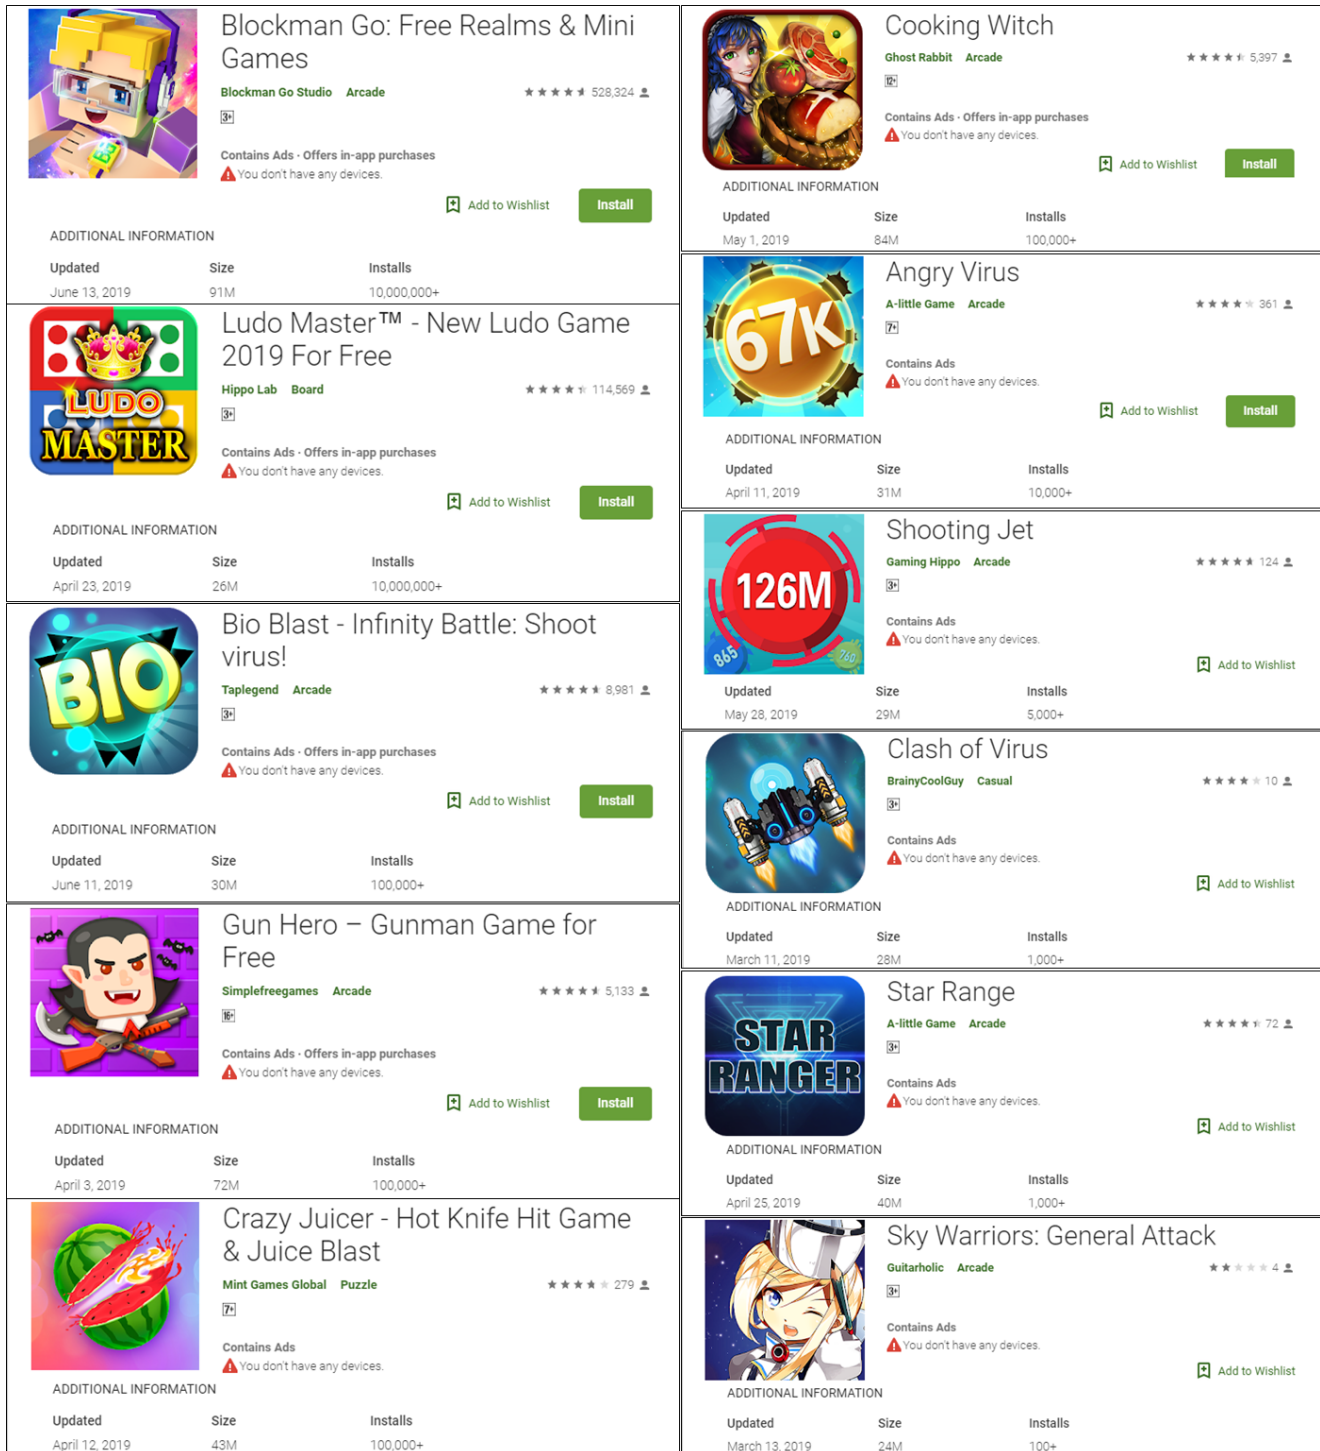 Blockman Go: Free Realms & Mini
Games
Blockman Go Studio Arcade 528,324
3+
Contains Ads · Offers in-app purchases
You don't have any devices.
Add to Wishlist Install
ADDITIONAL INFORMATION
Updated Size Installs
June 13, 2019 91M 10,000,000+
LUDO
MASTER
Ludo Master™ - New Ludo Game
2019 For Free
Hippo Lab Board 114,569
3+
Contains Ads · Offers in-app purchases
You don't have any devices.
Add to Wishlist Install
ADDITIONAL INFORMATION
Updated Size Installs
April 23, 2019 26M 10,000,000+
BIO
Bio Blast - Infinity Battle: Shoot
virus!
Taplegend Arcade 8,981
3+
Contains Ads · Offers in-app purchases
You don't have any devices.
Add to Wishlist Install
ADDITIONAL INFORMATION
Updated Size Installs
June 11, 2019 30M 100,000+
Gun Hero – Gunman Game for
Free
Simplefreegames Arcade 5,133
16+
Contains Ads · Offers in-app purchases
You don't have any devices.
Add to Wishlist Install
ADDITIONAL INFORMATION
Updated Size Installs
April 3, 2019 72M 100,000+
Crazy Juicer - Hot Knife Hit Game
& Juice Blast
Mint Games Global Puzzle 279
7+
Contains Ads
You don't have any devices.
ADDITIONAL INFORMATION
Updated Size Installs
April 12, 2019 43M 100,000+
Cooking Witch
Ghost Rabbit Arcade 5,397
12+
Contains Ads · Offers in-app purchases
You don't have any devices.
Add to Wishlist Install
ADDITIONAL INFORMATION
Updated Size Installs
May 1, 2019 84M 100,000+
67K
Angry Virus
A-little Game Arcade 361
7+
Contains Ads
You don't have any devices.
Add to Wishlist Install
ADDITIONAL INFORMATION
Updated Size Installs
April 11, 2019 31M 10,000+
126M
865 760
Shooting Jet
Gaming Hippo Arcade 124
3+
Contains Ads
You don't have any devices.
Add to Wishlist
Updated Size Installs
May 28, 2019 29M 5,000+
Clash of Virus
BrainyCoolGuy Casual 10
3+
Contains Ads
You don't have any devices.
Add to Wishlist
ADDITIONAL INFORMATION
Updated Size Installs
March 11, 2019 28M 1,000+
STAR
RANGER
Star Range
A-little Game Arcade 72
3+
Contains Ads
You don't have any devices.
Add to Wishlist
ADDITIONAL INFORMATION
Updated Size Installs
April 25, 2019 40M 1,000+
Sky Warriors: General Attack
Guitarholic Arcade 4
3+
Contains Ads
You don't have any devices.
Add to Wishlist
ADDITIONAL INFORMATION
Updated Size Installs
March 13, 2019 24M 100+